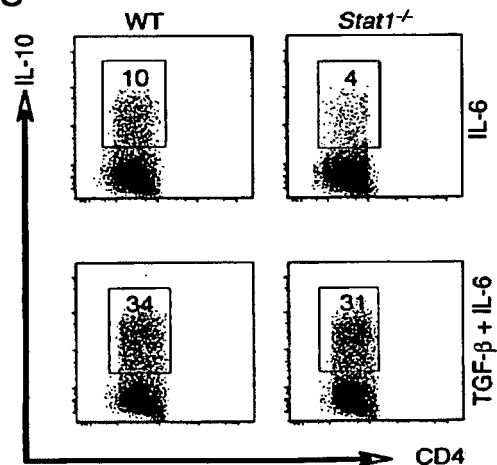 WT
Stat1-/-
IL-10
10
4
IL-6
34
31
TGF-β + IL-6
CD4